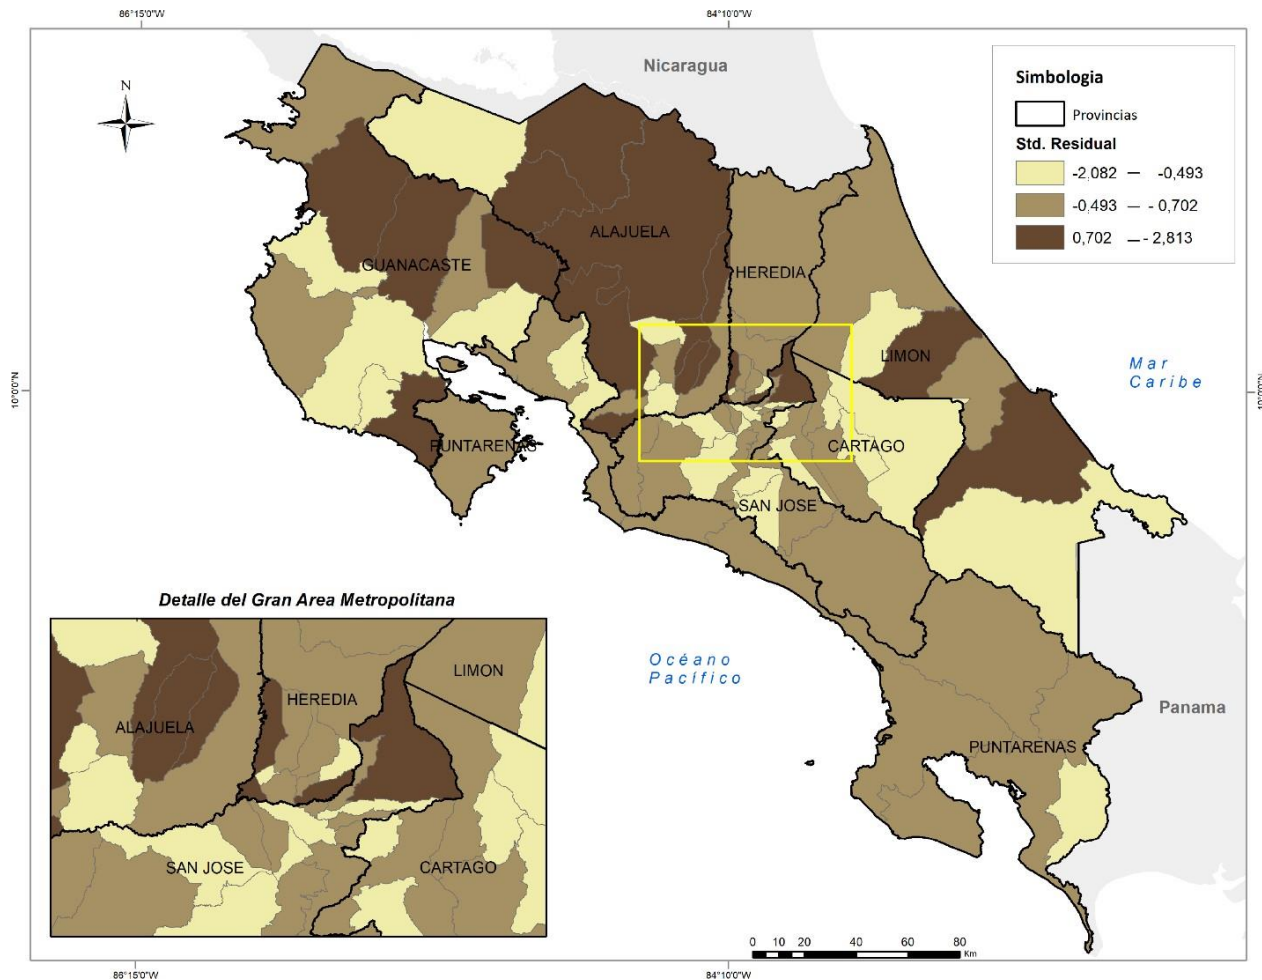 86°15'0"W
84°10'0"W
Nicaragua
N
Simbologia
Provincias
Std. Residual
-2,082 — -0,493
-0,493 — - 0,702
0,702 — - 2,813
ALAJUELA
GUANACASTE
HEREDIA
LIMON
Mar
Caribe
10°0'0"N
PUNTARENAS
CARTAGO
SAN JOSE
Detalle del Gran Area Metropolitana
Océano
Pacífico
LIMON
HEREDIA
ALAJUELA
Panama
PUNTARENAS
SAN JOSE
CARTAGO
0 10 20 40 60 80
Km
86°15'0"W
84°10'0"W